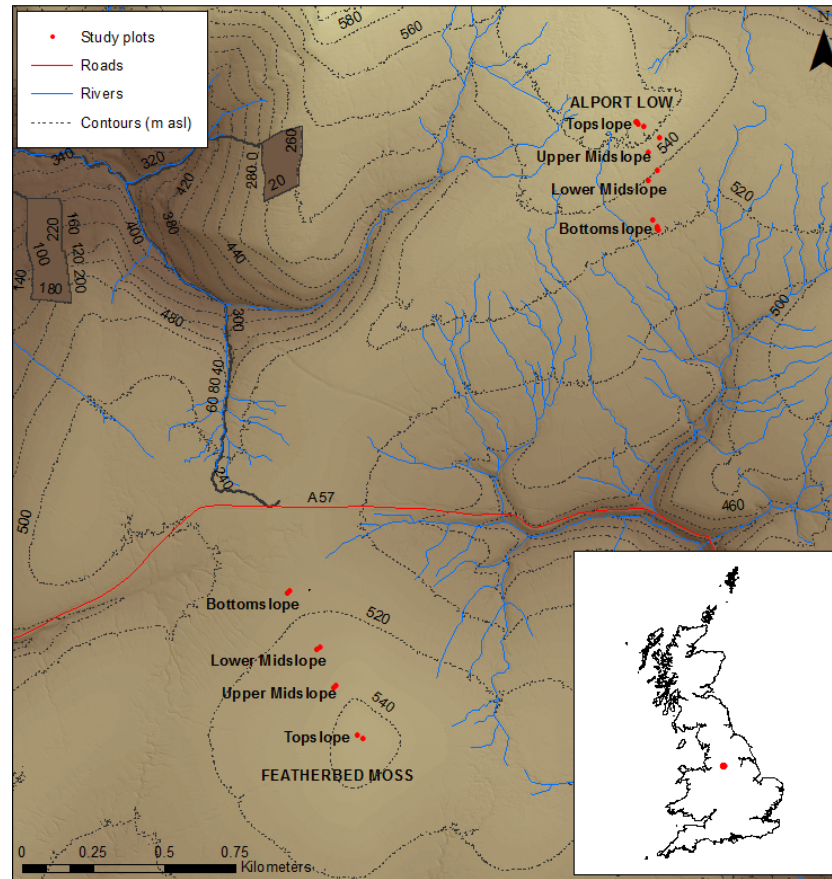 Study plots
Roads
Rivers
Contours (m asl)
N
580
560
ALPORT LOW
Topslope
540
Upper Midslope
Lower Midslope
520
Bottomslope
340
320
420
280
0
260
20
220
160
100
120
140
180
200
400
380
440
480
300
500
40
80
60
240
A57
500
460
Bottomslope
520
Lower Midslope
Upper Midslope
540
Topslope
FEATHERBED MOSS
0 0.25 0.5 0.75
Kilometers